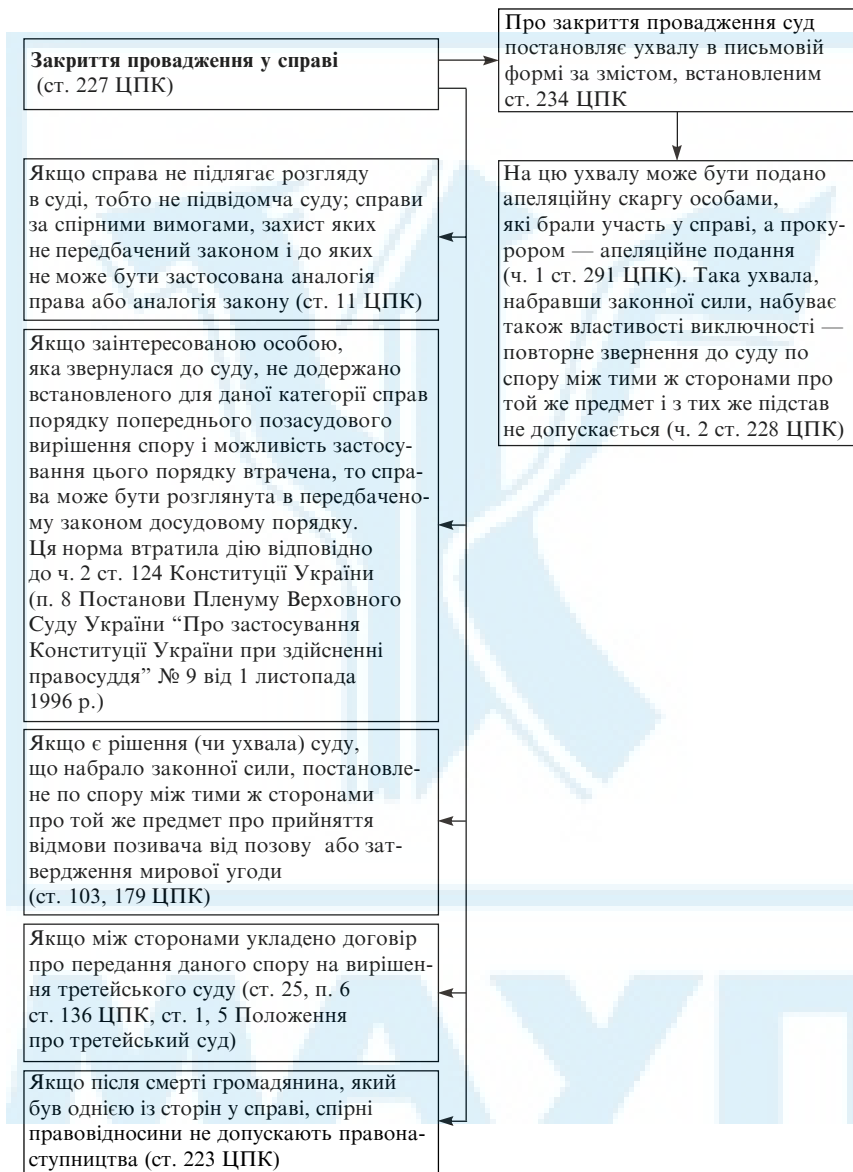 Закриття провадження у справі
(ст. 227 ЦПК)
Про закриття провадження суд
постановляє ухвалу в письмовій
формі за змістом, встановленим
ст. 234 ЦПК
На цю ухвалу може бути подано
апеляційну скаргу особами,
які брали участь у справі, а проку-
рором — апеляційне подання
(ч. 1 ст. 291 ЦПК). Така ухвала,
набравши законної сили, набуває
також властивості виключності —
повторне звернення до суду по
спору між тими ж сторонами про
той же предмет і з тих же підстав
не допускається (ч. 2 ст. 228 ЦПК)
Якщо справа не підлягає розгляду
в суді, тобто не підвідомча суду; справи
за спірними вимогами, захист яких
не передбачений законом і до яких
не може бути застосована аналогія
права або аналогія закону (ст. 11 ЦПК)
Якщо заінтересованою особою,
яка звернулася до суду, не додержано
встановленого для даної категорії справ
порядку попереднього позасудового
вирішення спору і можливість застосу-
вання цього порядку втрачена, то спра-
ва може бути розглянута в передбачено-
му законом досудовому порядку.
Ця норма втратила дію відповідно
до ч. 2 ст. 124 Конституції України
(п. 8 Постанови Пленуму Верховного
Суду України “Про застосування
Конституції України при здійсненні
правосуддя” № 9 від 1 листопада
1996 р.)
Якщо є рішення (чи ухвала) суду,
що набрало законної сили, постановле-
не по спору між тими ж сторонами
про той же предмет про прийняття
відмови позивача від позову або зат-
вердження мирової угоди
(ст. 103, 179 ЦПК)
Якщо між сторонами укладено договір
про передання даного спору на вирішен-
ня третейського суду (ст. 25, п. 6
ст. 136 ЦПК, ст. 1, 5 Положення
про третейський суд)
Якщо після смерті громадянина, який
був однією із сторін у справі, спірні
правовідносини не допускають правона-
ступництва (ст. 223 ЦПК)
МАУП